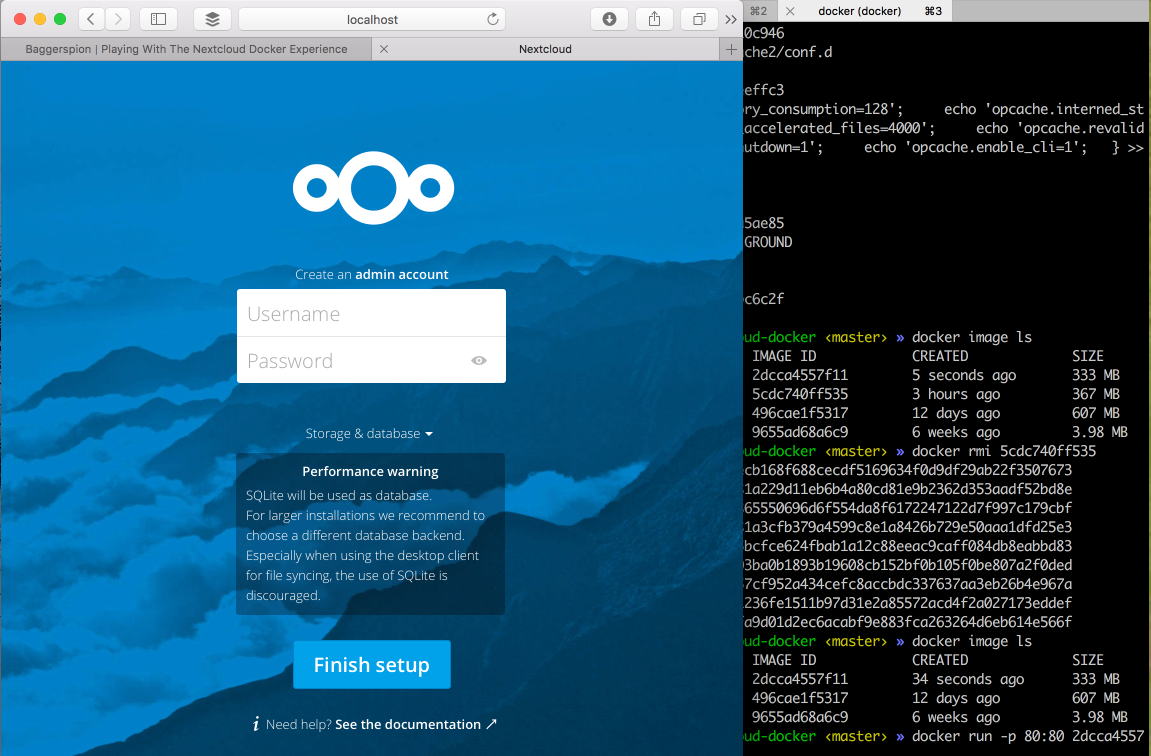 localhost
Baggerspion | Playing With The Nextcloud Docker Experience
Nextcloud
Create an admin account
Username
Password
Storage & database
Performance warning
SQLite will be used as database.
For larger installations we recommend to
choose a different database backend.
Especially when using the desktop client
for file syncing, the use of SQLite is
discouraged.
Finish setup
i Need help? See the documentation ↗
⌘2
docker (docker) ⌘3
0c946
che2/conf.d
effc3
ry_consumption=128'; echo 'opcache.interned_st
accelerated_files=4000'; echo 'opcache.revalid
utdown=1'; echo 'opcache.enable_cli=1'; } >>
5ae85
GROUND
c6c2f
ud-docker ‹master› » docker image ls
IMAGE ID CREATED SIZE
2dcca4557f11 5 seconds ago 333 MB
5cdc740ff535 3 hours ago 367 MB
496cae1f5317 12 days ago 607 MB
9655ad68a6c9 6 weeks ago 3.98 MB
ud-docker ‹master› » docker rmi 5cdc740ff535
cb168f688cecdf5169634f0d9df29ab22f3507673
1a229d11eb6b4a80cd81e9b2362d353aadf52bd8e
65550696d6f554da8f6172247122d7f997c179cbf
1a3cfb379a4599c8e1a8426b729e50aaa1dfd25e3
bcfce624fbab1a12c88eeac9caff084db8eabbd83
3ba0b1893b19608cb152bf0b105f0be807a2f0ded
7cf952a434cefc8accbdc337637aa3eb26b4e967a
236fe1511b97d31e2a85572acd4f2a027173eddef
a9d01d2ec6acabf9e883fca263264d6eb614e566f
ud-docker ‹master› » docker image ls
IMAGE ID CREATED SIZE
2dcca4557f11 34 seconds ago 333 MB
496cae1f5317 12 days ago 607 MB
9655ad68a6c9 6 weeks ago 3.98 MB
ud-docker ‹master› » docker run -p 80:80 2dcca4557